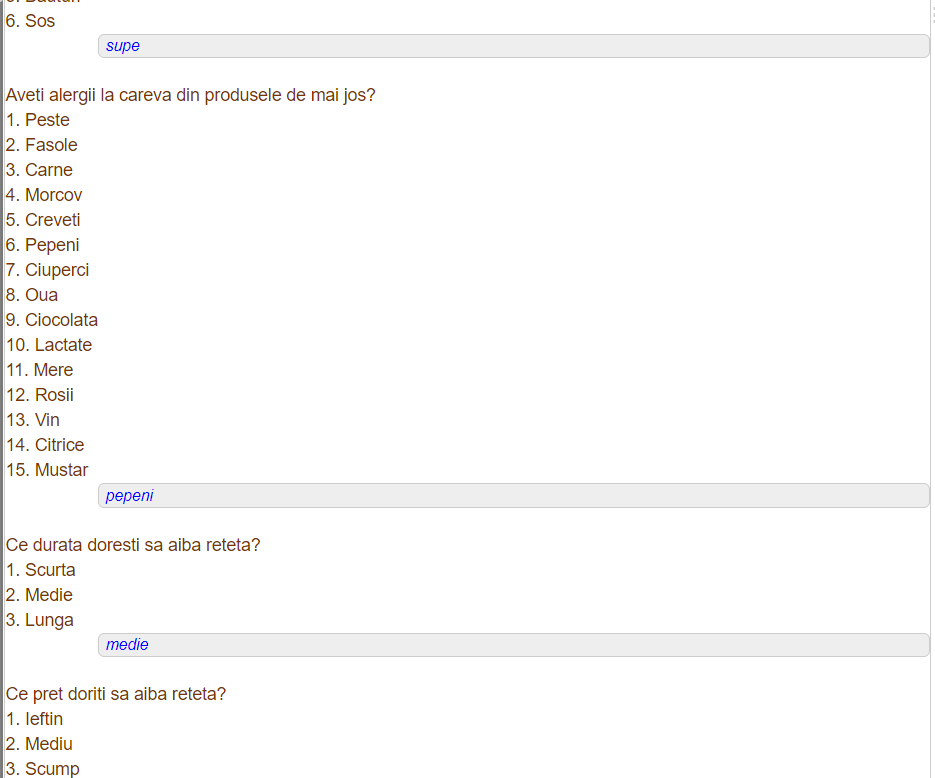 6. Sos
supe
Aveti alergii la careva din produsele de mai jos?
1. Peste
2. Fasole
3. Carne
4. Morcov
5. Creveti
6. Pepeni
7. Ciuperci
8. Oua
9. Ciocolata
10. Lactate
11. Mere
12. Rosii
13. Vin
14. Citrice
15. Mustar
pepeni
Ce durata doresti sa aiba reteta?
1. Scurta
2. Medie
3. Lunga
medie
Ce pret doriti sa aiba reteta?
1. Ieftin
2. Mediu
3. Scump